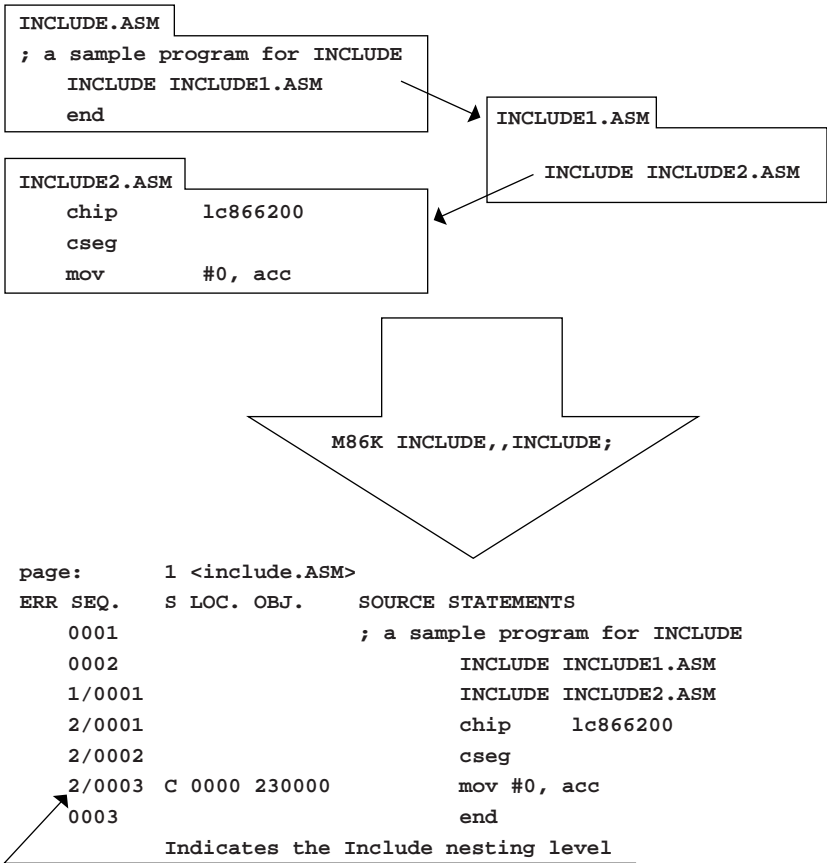 INCLUDE.ASM
; a sample program for INCLUDE
INCLUDE INCLUDE1.ASM
end
INCLUDE1.ASM
INCLUDE INCLUDE2.ASM
INCLUDE2.ASM
chip lc866200
cseg
mov #0, acc
M86K INCLUDE,,INCLUDE;
page: 1 <include.ASM>
ERR SEQ. S LOC. OBJ. SOURCE STATEMENTS
0001 ; a sample program for INCLUDE
0002 INCLUDE INCLUDE1.ASM
1/0001 INCLUDE INCLUDE2.ASM
2/0001 chip lc866200
2/0002 cseg
2/0003 C 0000 230000 mov #0, acc
0003 end
Indicates the Include nesting level